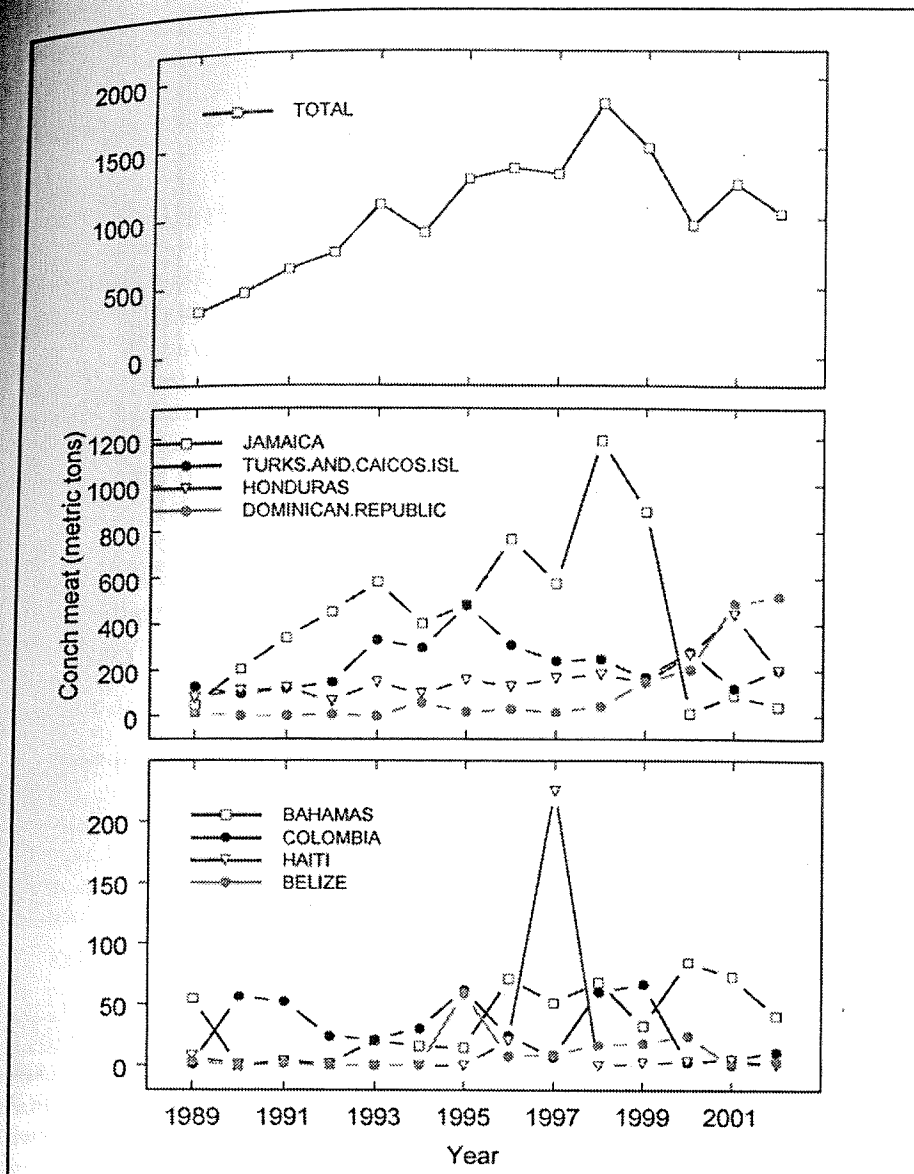 2000
1500
1000
500
0
TOTAL
Conch meat (metric tons)
1200
1000
800
600
400
200
0
JAMAICA
TURKS.AND.CAICOS.ISL
HONDURAS
DOMINICAN.REPUBLIC
200
150
100
50
0
BAHAMAS
COLOMBIA
HAITI
BELIZE
1989 1991 1993 1995 1997 1999 2001
Year